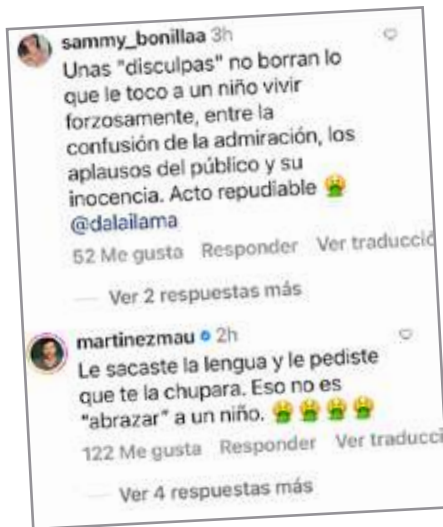 sammy_bonillaa 3h
Unas "disculpas" no borran lo
que le toco a un niño vivir
forzosamente, entre la
confusión de la admiración, los
aplausos del público y su
inocencia. Acto repudiable 🤮
@dalailama
52 Me gusta Responder Ver traducció
Ver 2 respuestas más
martinezmau 2h
Le sacaste la lengua y le pediste
que te la chupara. Eso no es
"abrazar" a un niño. 🤮 🤮 🤮 🤮
122 Me gusta Responder Ver traducci
Ver 4 respuestas más